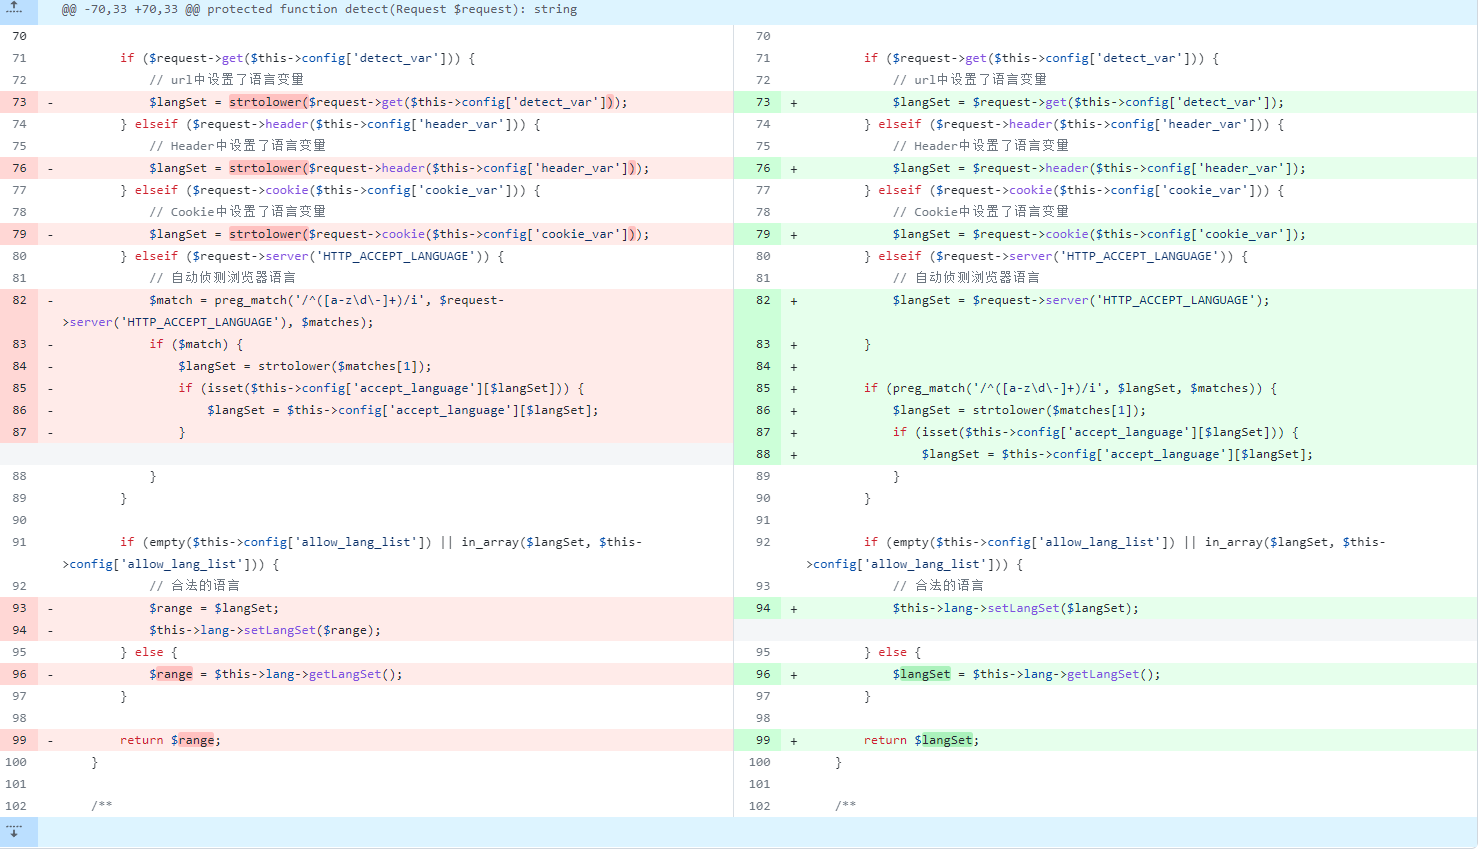 @@ -70,33 +70,33 @@ protected function detect(Request $request): string
70
71 if ($request->get($this->config['detect_var'])) {
72 // url中设置了语言变量
73 - $langSet = strtolower($request->get($this->config['detect_var']));
74 } elseif ($request->header($this->config['header_var'])) {
75 // Header中设置了语言变量
76 - $langSet = strtolower($request->header($this->config['header_var']));
77 } elseif ($request->cookie($this->config['cookie_var'])) {
78 // Cookie中设置了语言变量
79 - $langSet = strtolower($request->cookie($this->config['cookie_var']));
80 } elseif ($request->server('HTTP_ACCEPT_LANGUAGE')) {
81 // 自动侦测浏览器语言
82 - $match = preg_match('/^([a-z\d\-]+)/i', $request-
>server('HTTP_ACCEPT_LANGUAGE'), $matches);
83 - if ($match) {
84 - $langSet = strtolower($matches[1]);
85 - if (isset($this->config['accept_language'][$langSet])) {
86 - $langSet = $this->config['accept_language'][$langSet];
87 - }
88 }
89 }
90
91 if (empty($this->config['allow_lang_list']) || in_array($langSet, $this-
>config['allow_lang_list'])) {
92 // 合法的语言
93 - $range = $langSet;
94 - $this->lang->setLangSet($range);
95 } else {
96 - $range = $this->lang->getLangSet();
97 }
98
99 - return $range;
100 }
101
102 /**
70
71 if ($request->get($this->config['detect_var'])) {
72 // url中设置了语言变量
73 + $langSet = $request->get($this->config['detect_var']);
74 } elseif ($request->header($this->config['header_var'])) {
75 // Header中设置了语言变量
76 + $langSet = $request->header($this->config['header_var']);
77 } elseif ($request->cookie($this->config['cookie_var'])) {
78 // Cookie中设置了语言变量
79 + $langSet = $request->cookie($this->config['cookie_var']);
80 } elseif ($request->server('HTTP_ACCEPT_LANGUAGE')) {
81 // 自动侦测浏览器语言
82 + $langSet = $request->server('HTTP_ACCEPT_LANGUAGE');
83 + }
84 +
85 + if (preg_match('/^([a-z\d\-]+)/i', $langSet, $matches)) {
86 + $langSet = strtolower($matches[1]);
87 + if (isset($this->config['accept_language'][$langSet])) {
88 + $langSet = $this->config['accept_language'][$langSet];
89 }
90 }
91
92 if (empty($this->config['allow_lang_list']) || in_array($langSet, $this-
>config['allow_lang_list'])) {
93 // 合法的语言
94 + $this->lang->setLangSet($langSet);
95 } else {
96 + $langSet = $this->lang->getLangSet();
97 }
98
99 + return $langSet;
100 }
101
102 /**